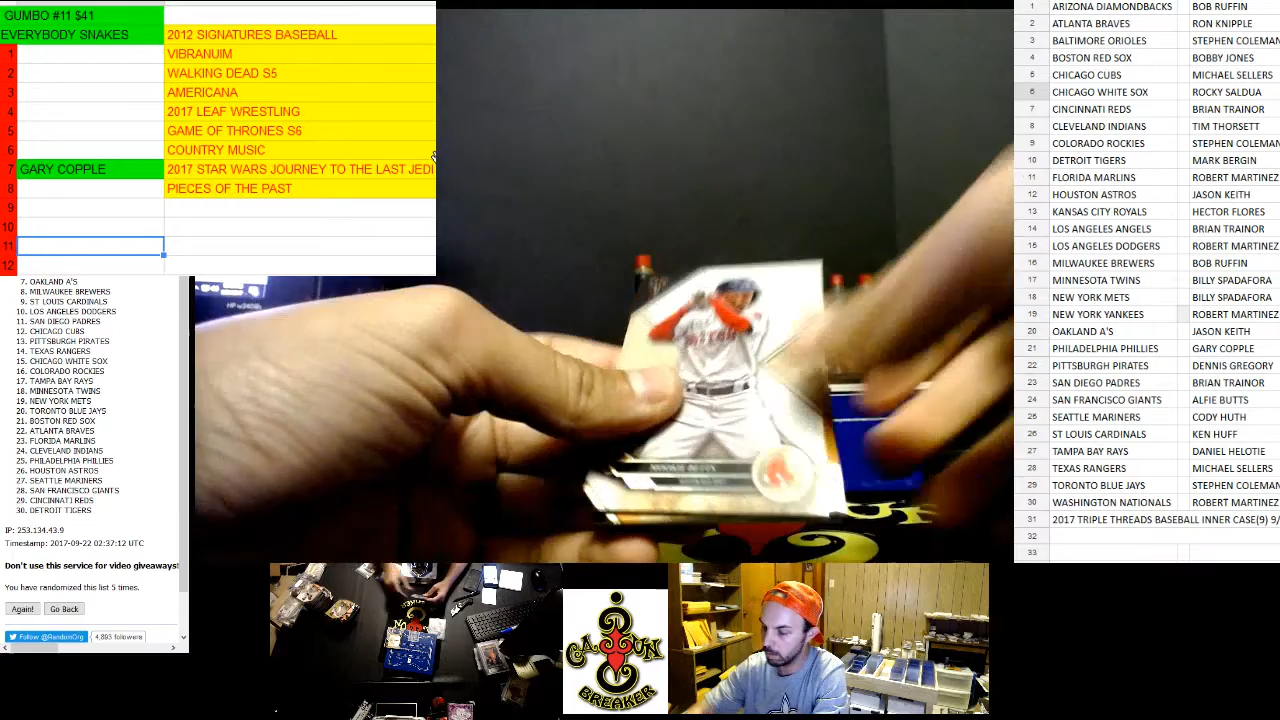 GUMBO #11 $41
EVERYBODY SNAKES 2012 SIGNATURES BASEBALL
1 VIBRANUIM
2 WALKING DEAD S5
3 AMERICANA
4 2017 LEAF WRESTLING
5 GAME OF THRONES S6
6 COUNTRY MUSIC
7 GARY COPPLE 2017 STAR WARS JOURNEY TO THE LAST JEDI
8 PIECES OF THE PAST
9
10
11
12
7. OAKLAND A'S
8. MILWAUKEE BREWERS
9. ST LOUIS CARDINALS
10. LOS ANGELES DODGERS
11. SAN DIEGO PADRES
12. CHICAGO CUBS
13. PITTSBURGH PIRATES
14. TEXAS RANGERS
15. CHICAGO WHITE SOX
16. COLORADO ROCKIES
17. TAMPA BAY RAYS
18. MINNESOTA TWINS
19. NEW YORK METS
20. TORONTO BLUE JAYS
21. BOSTON RED SOX
22. ATLANTA BRAVES
23. FLORIDA MARLINS
24. CLEVELAND INDIANS
25. PHILADELPHIA PHILLIES
26. HOUSTON ASTROS
27. SEATTLE MARINERS
28. SAN FRANCISCO GIANTS
29. CINCINNATI REDS
30. DETROIT TIGERS
IP: 253.134.43.9
Timestamp: 2017-09-22 02:37:12 UTC
Don't use this service for video giveaways!
You have randomized this list 5 times.
Again! Go Back
Follow @RandomOrg 4,893 followers
MOOKIE BETTS
CAJUN
BREAKER
1 ARIZONA DIAMONDBACKS BOB RUFFIN
2 ATLANTA BRAVES RON KNIPPLE
3 BALTIMORE ORIOLES STEPHEN COLEMAN
4 BOSTON RED SOX BOBBY JONES
5 CHICAGO CUBS MICHAEL SELLERS
6 CHICAGO WHITE SOX ROCKY SALDUA
7 CINCINNATI REDS BRIAN TRAINOR
8 CLEVELAND INDIANS TIM THORSETT
9 COLORADO ROCKIES STEPHEN COLEMAN
10 DETROIT TIGERS MARK BERGIN
11 FLORIDA MARLINS ROBERT MARTINEZ
12 HOUSTON ASTROS JASON KEITH
13 KANSAS CITY ROYALS HECTOR FLORES
14 LOS ANGELES ANGELS BRIAN TRAINOR
15 LOS ANGELES DODGERS ROBERT MARTINEZ
16 MILWAUKEE BREWERS BOB RUFFIN
17 MINNESOTA TWINS BILLY SPADAFORA
18 NEW YORK METS BILLY SPADAFORA
19 NEW YORK YANKEES ROBERT MARTINEZ
20 OAKLAND A'S JASON KEITH
21 PHILADELPHIA PHILLIES GARY COPPLE
22 PITTSBURGH PIRATES DENNIS GREGORY
23 SAN DIEGO PADRES BRIAN TRAINOR
24 SAN FRANCISCO GIANTS ALFIE BUTTS
25 SEATTLE MARINERS CODY HUTH
26 ST LOUIS CARDINALS KEN HUFF
27 TAMPA BAY RAYS DANIEL HELOTIE
28 TEXAS RANGERS MICHAEL SELLERS
29 TORONTO BLUE JAYS STEPHEN COLEMAN
30 WASHINGTON NATIONALS ROBERT MARTINEZ
31 2017 TRIPLE THREADS BASEBALL INNER CASE(9) 9/
32
33